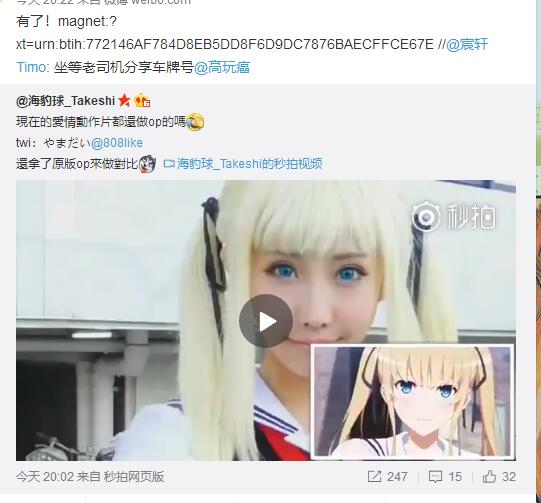 今天 20:22 来自 微博 weibo.com
有了！magnet:?
xt=urn:btih:772146AF784D8EB5DD8F6D9DC7876BAECFFCE67E //@宸轩
Timo: 坐等老司机分享车牌号@高玩癌
@海豹球_Takeshi
現在的愛情動作片都還做op的嗎
twi：やまだい@808like
還拿了原版op來做對比 海豹球_Takeshi的秒拍视频
秒拍
今天 20:02 来自 秒拍网页版 247 15 32